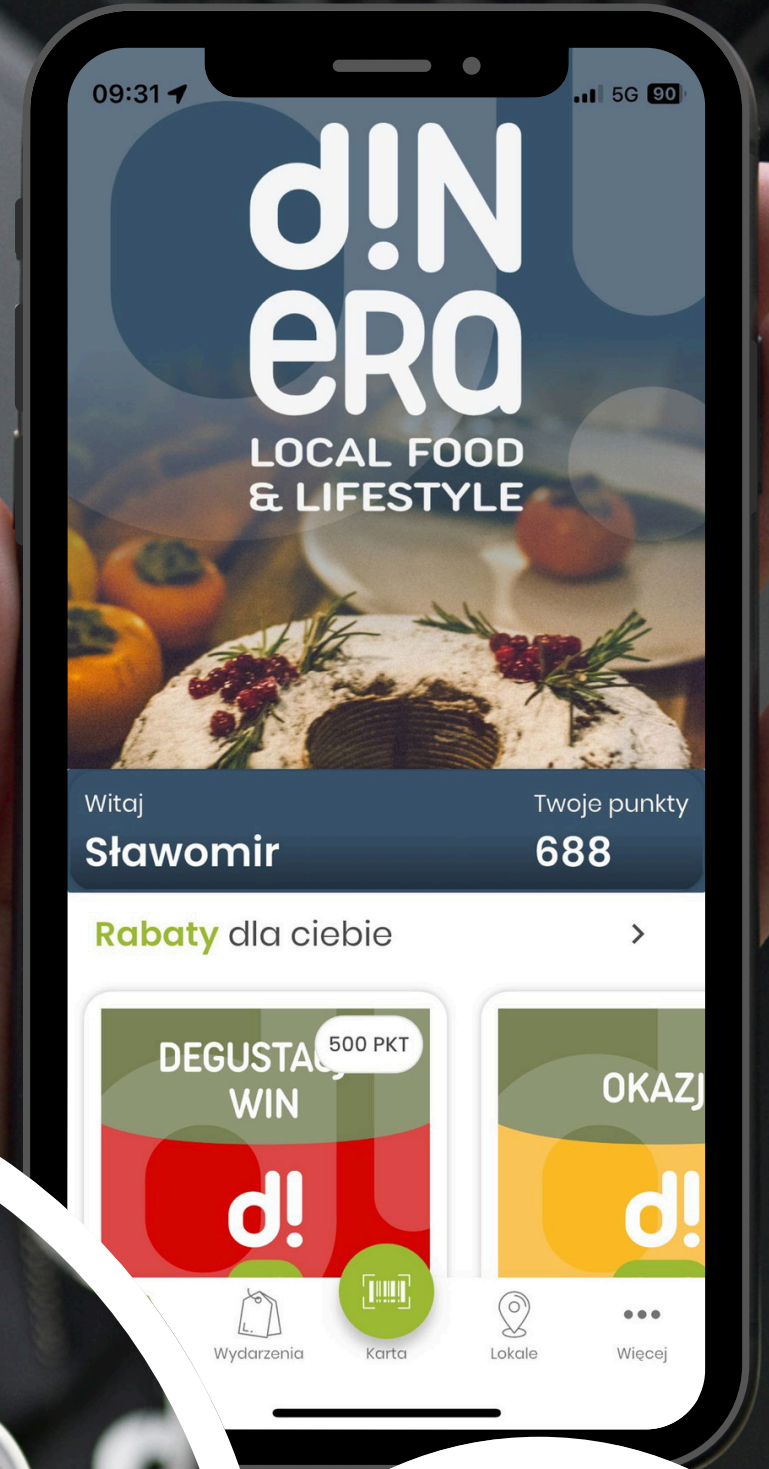 09:31
5G 90
d!N
eRa
LOCAL FOOD
& LIFESTYLE
Witaj
Twoje punkty
Sławomir
688
Rabaty dla ciebie
500 PKT
WIN
d!
d!
Wydarzenia
Karta
Lokale
Więcej